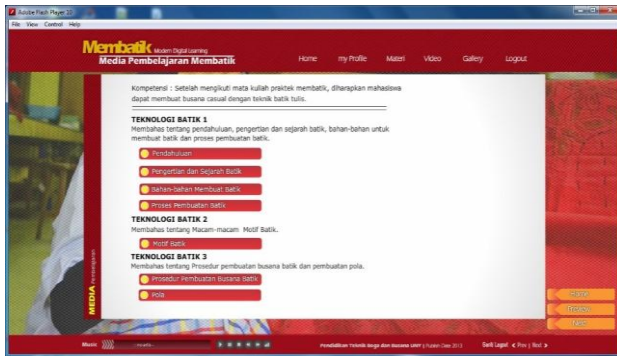 Adobe Flash Player 10
File View Control Help
Membatik Modern Digital Learning
Media Pembelajaran Membatik
Home my Profile Materi Video Gallery Logout
Kompetensi : Setelah mengikuti mata kuliah praktek membatik, diharapkan mahasiswa
dapat membuat busana casual dengan teknik batik tulis.
TEKNOLOGI BATIK 1
Membahas tentang pendahuluan, pengertian dan sejarah batik, bahan-bahan untuk
membuat batik dan proses pembuatan batik.
Pendahuluan
Pengertian dan Sejarah Batik
Bahan-bahan Membuat Batik
Proses Pembuatan Batik
TEKNOLOGI BATIK 2
Membahas tentang Macam-macam Motif Batik.
Motif Batik
TEKNOLOGI BATIK 3
Membahas tentang Prosedur pembuatan busana batik dan pembuatan pola.
Prosedur Pembuatan Busana Batik
Pola
MEDIA Pembelajaran
Home
Next
Music
Pendidikan Teknik Boga dan Busana UNY
2013
Logout < Prev | Next >